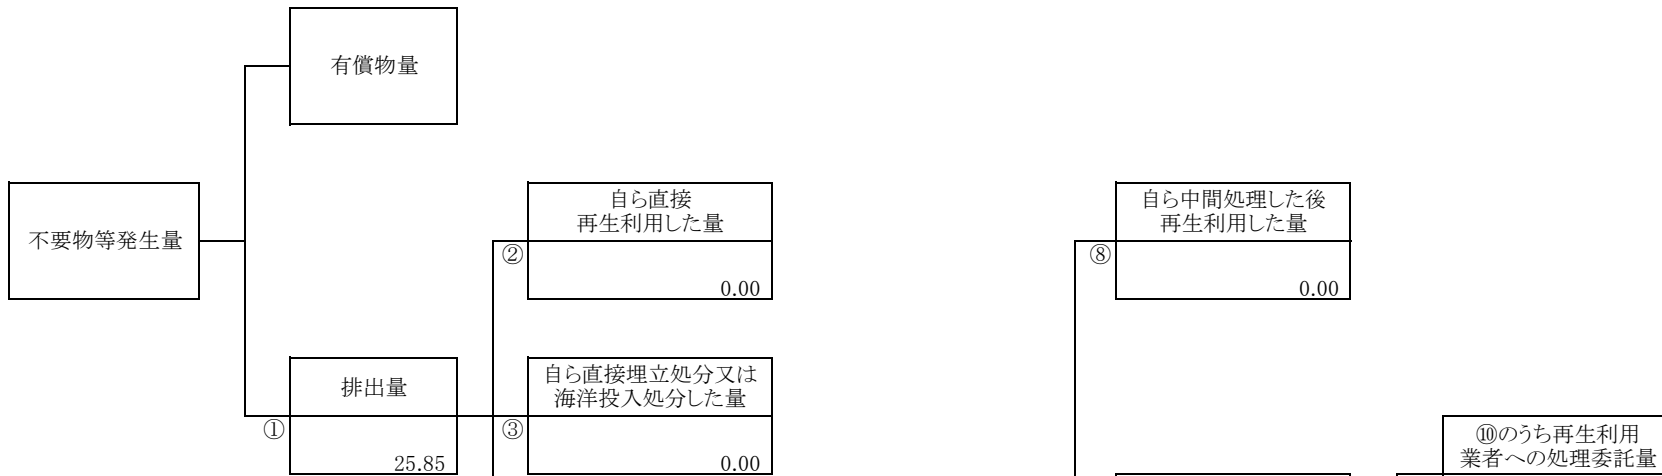 有償物量
不要物等発生量
自ら直接
再生利用した量
②
0.00
自ら中間処理した後
再生利用した量
⑧
0.00
排出量
①
25.85
自ら直接埋立処分又は
海洋投入処分した量
③
0.00
⑩のうち再生利用
業者への処理委託量